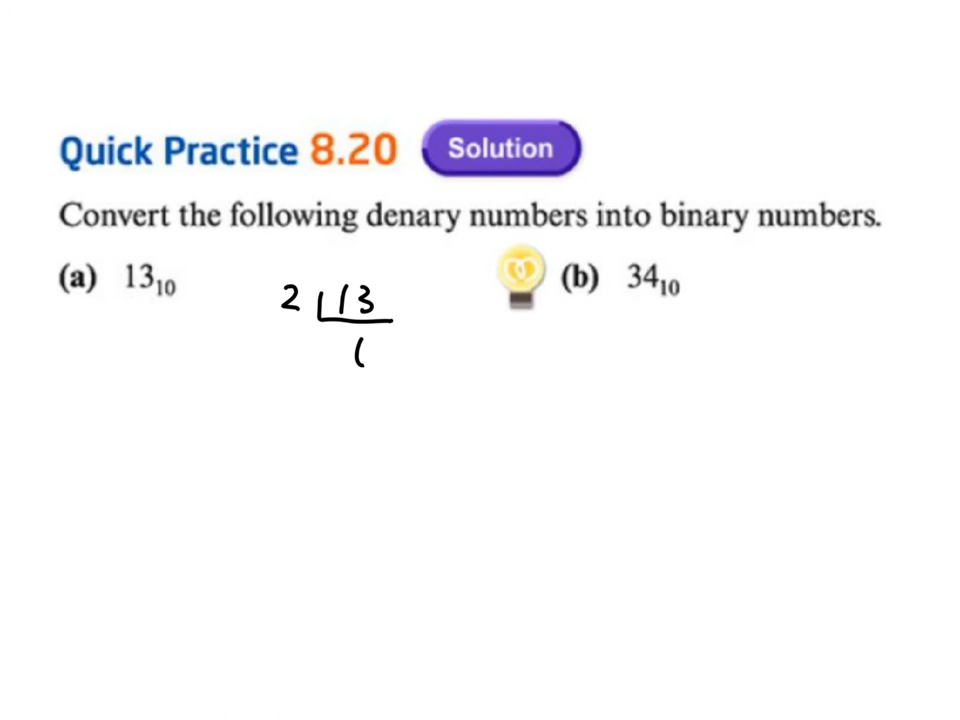 Quick Practice 8.20 Solution
Convert the following denary numbers into binary numbers.
(a) 13₁₀ (b) 34₁₀
2 13